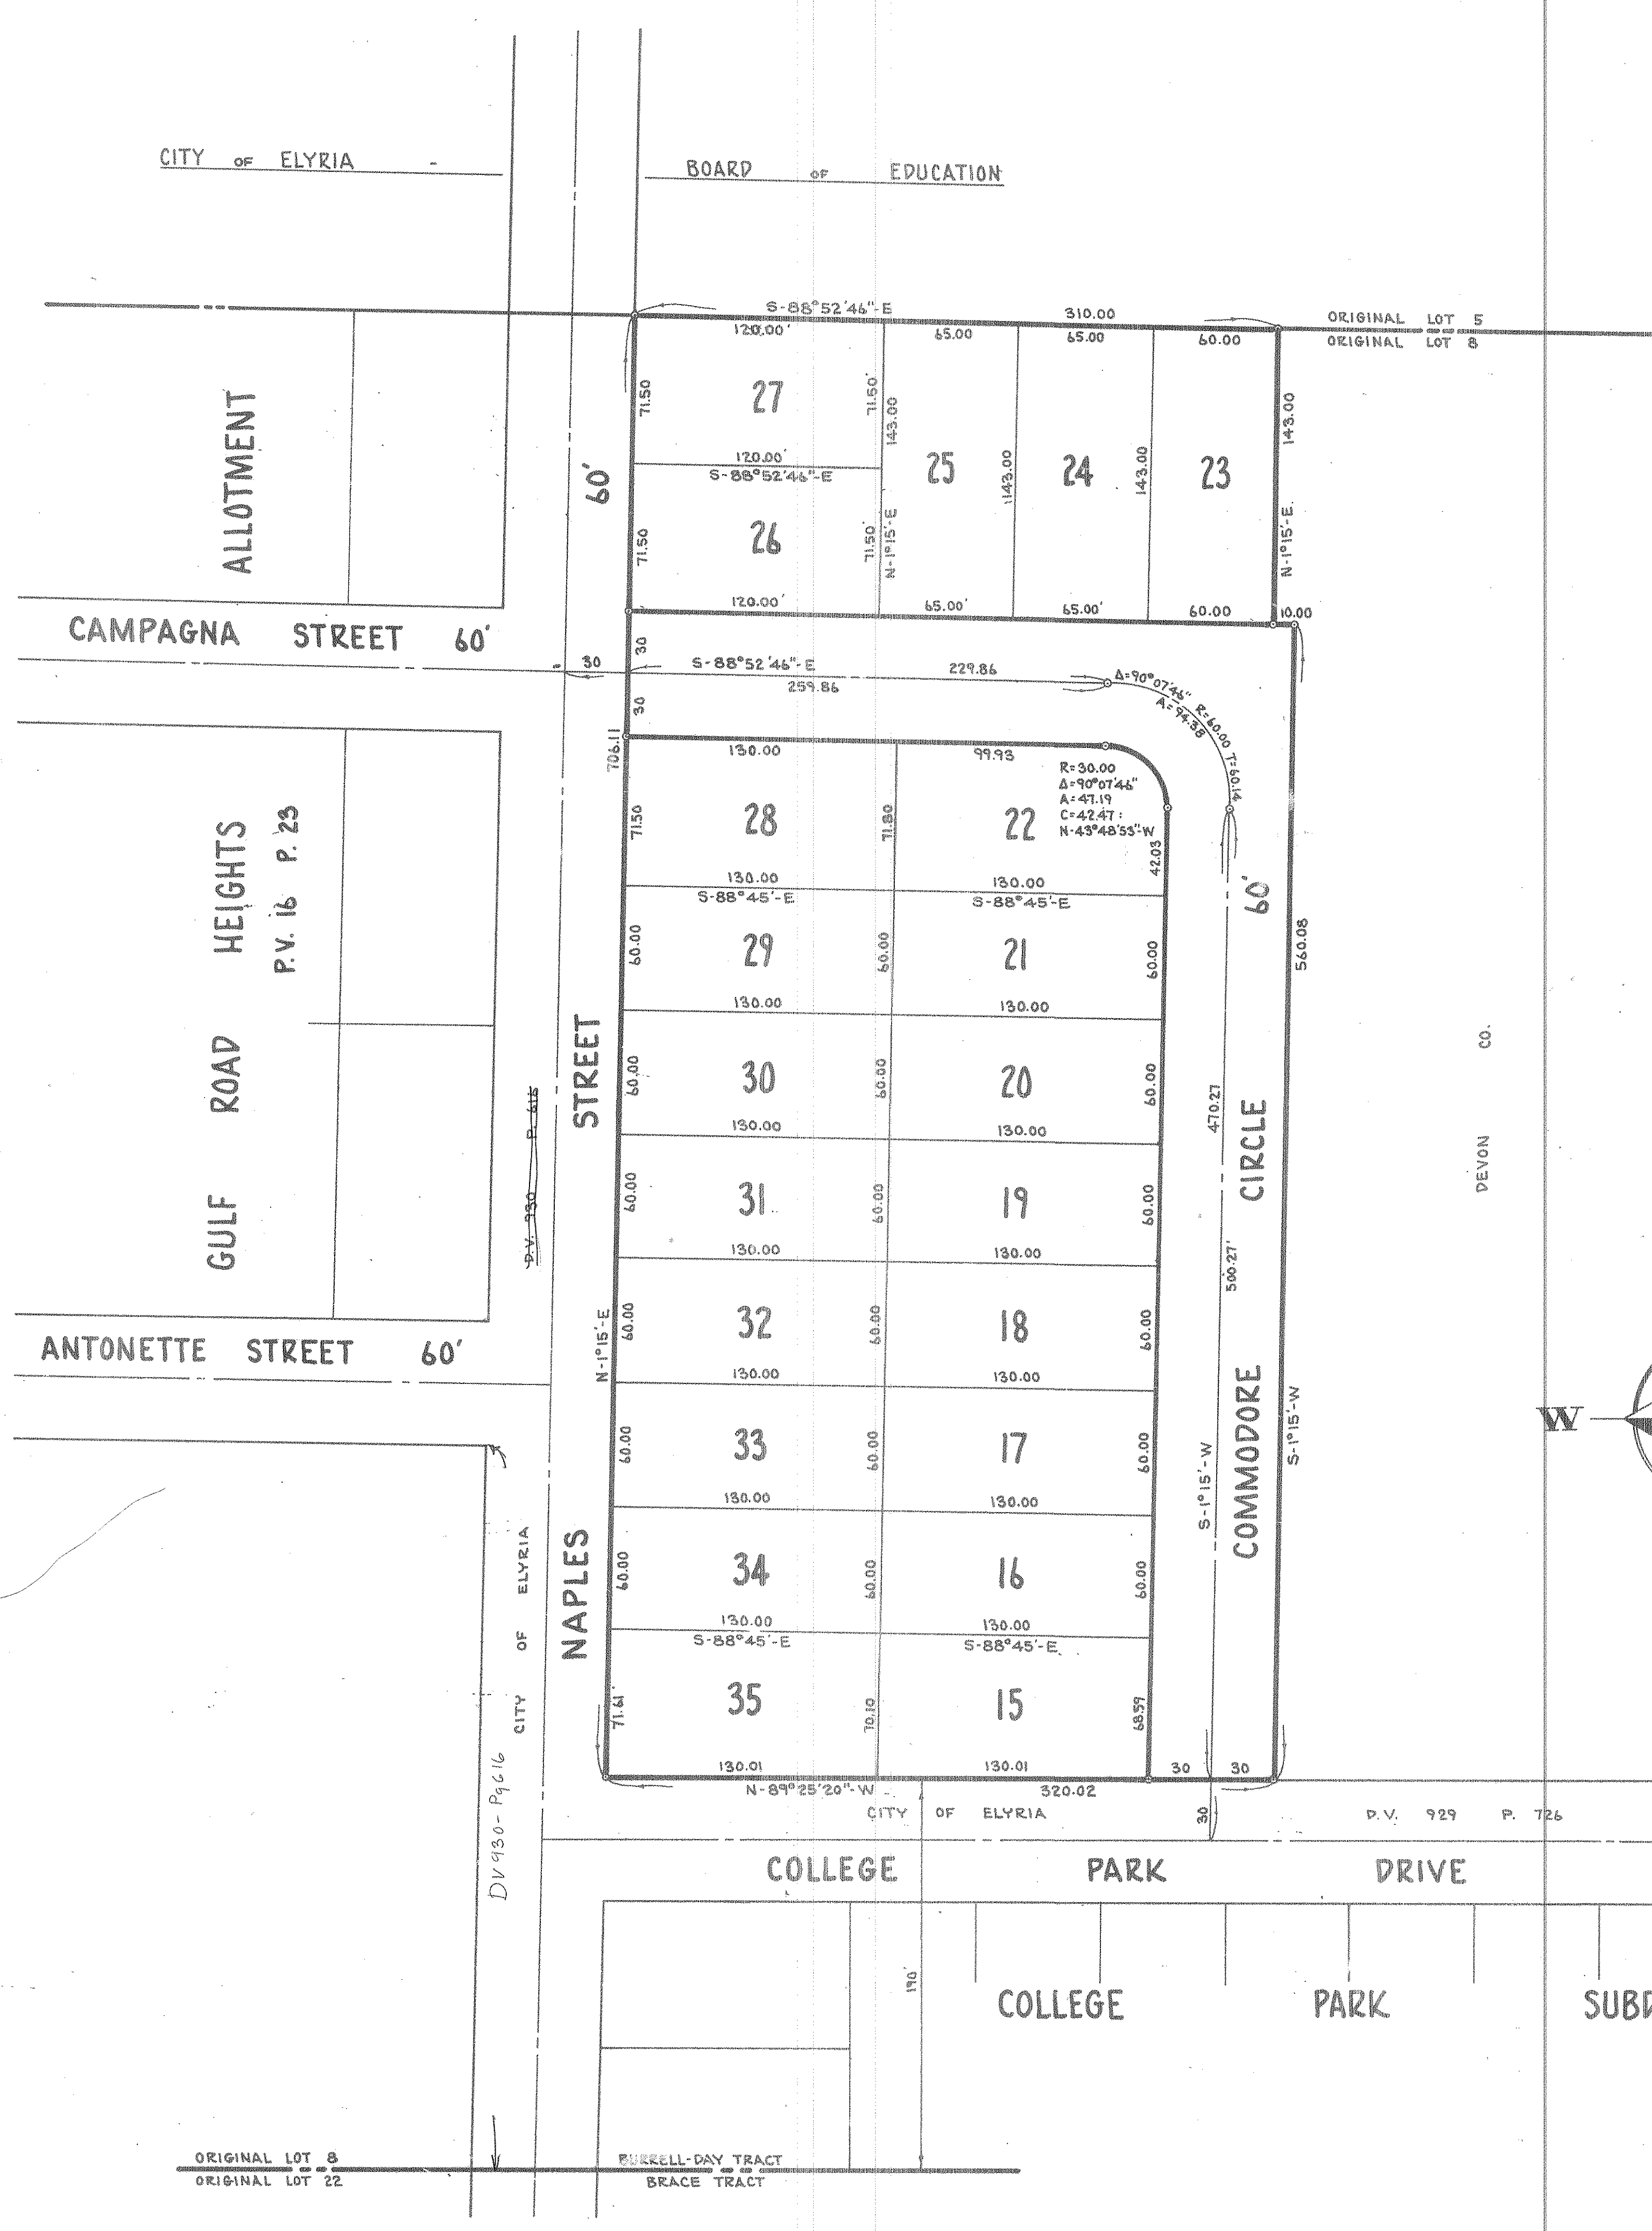 CITY OF ELYRIA -
BOARD OF EDUCATION
S-88°52'46"-E
310.00
120.00'
65.00
65.00
60.00
ORIGINAL LOT 5
ORIGINAL LOT 8
ALLOTMENT
60'
71.50
27
71.50'
143.00
120.00'
S-88°52'46"-E
25
143.00
24
143.00
23
143.00
N-1°15'-E.
71.50
26
71.50'
N-1°15'-E
120.00'
65.00'
65.00'
60.00
10.00
CAMPAGNA STREET 60'
30
30
S-88°52'46"-E
229.86
259.86
30
Δ=90°07'46" R=60.00 T=60.14
A=94.38
706.11
130.00
99.93
R=30.00
Δ=90°07'46"
A=47.19
C=42.47:
N-43°48'53"-W
71.50
28
71.80
22
42.03
130.00
130.00
S-88°45'-E
S-88°45'-E
60'
560.08
GULF ROAD HEIGHTS
P.V. 16 P. 23
60.00
29
60.00
21
60.00
130.00
130.00
60.00
30
60.00
20
60.00
130.00
130.00
470.27
DEVON CO.
D.V. 930 P. 616
60.00
31
60.00
19
60.00
130.00
130.00
500.27'
NAPLES STREET
COMMODORE CIRCLE
N-1°15'-E
60.00
32
60.00
18
60.00
130.00
130.00
ANTONETTE STREET 60'
W
60.00
33
60.00
17
60.00
130.00
130.00
S-1°15'-W
S-1°15'-W
60.00
34
60.00
16
60.00
130.00
130.00
S-88°45'-E
S-88°45'-E
CITY OF ELYRIA
71.61'
35
70.10
15
68.59
130.01
130.01
30
30
N-89°25'20"-W
320.02
CITY OF ELYRIA
30
D.V. 929 P. 726
DV930-Pg616
COLLEGE PARK DRIVE
190'
COLLEGE PARK SUBD
ORIGINAL LOT 8
ORIGINAL LOT 22
BURRELL-DAY TRACT
BRACE TRACT